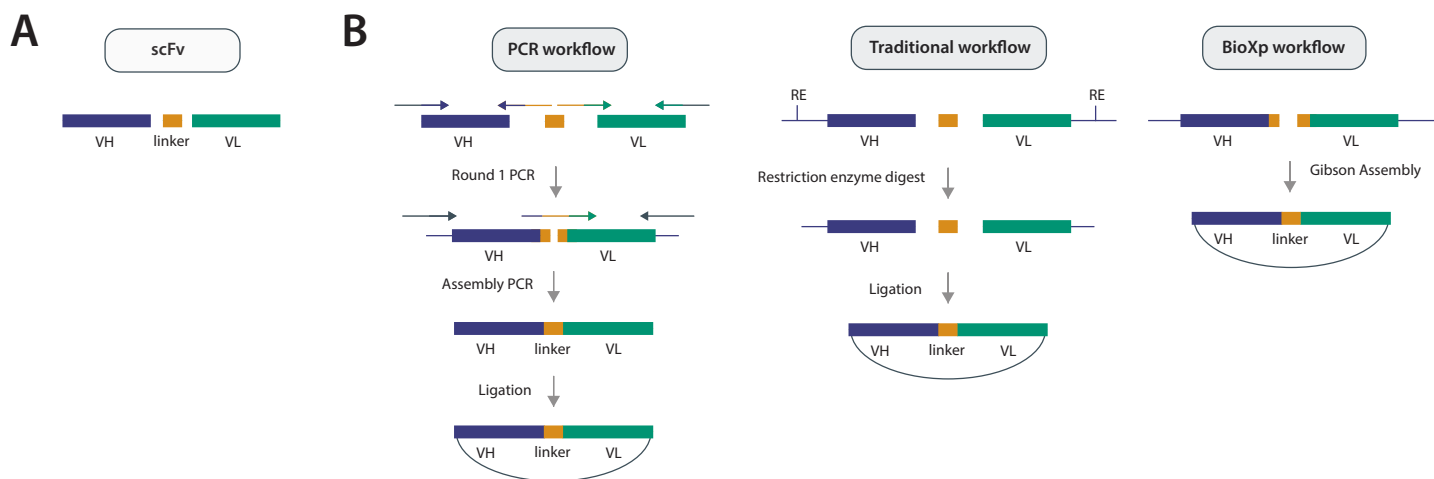 A
scFv
VH
linker
VL
B
PCR workflow
VH
VL
Round 1 PCR
VH
VL
Assembly PCR
VH
linker
VL
Ligation
VH
linker
VL
Traditional workflow
RE
RE
VH
VL
Restriction enzyme digest
VH
VL
Ligation
VH
linker
VL
BioXp workflow
VH
VL
Gibson Assembly
VH
linker
VL